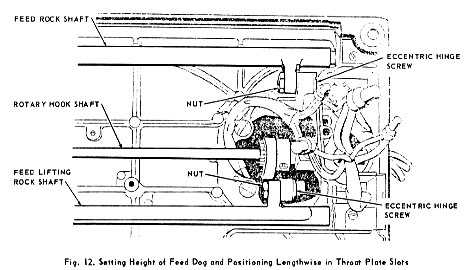 FEED ROCK SHAFT
ECCENTRIC HINGE
SCREW
NUT
ROTARY HOOK SHAFT
NUT
FEED LIFTING
ROCK SHAFT
ECCENTRIC HINGE
SCREW
Fig. 12. Setting Height of Feed Dog and Positioning Lengthwise in Throat Plate Slots